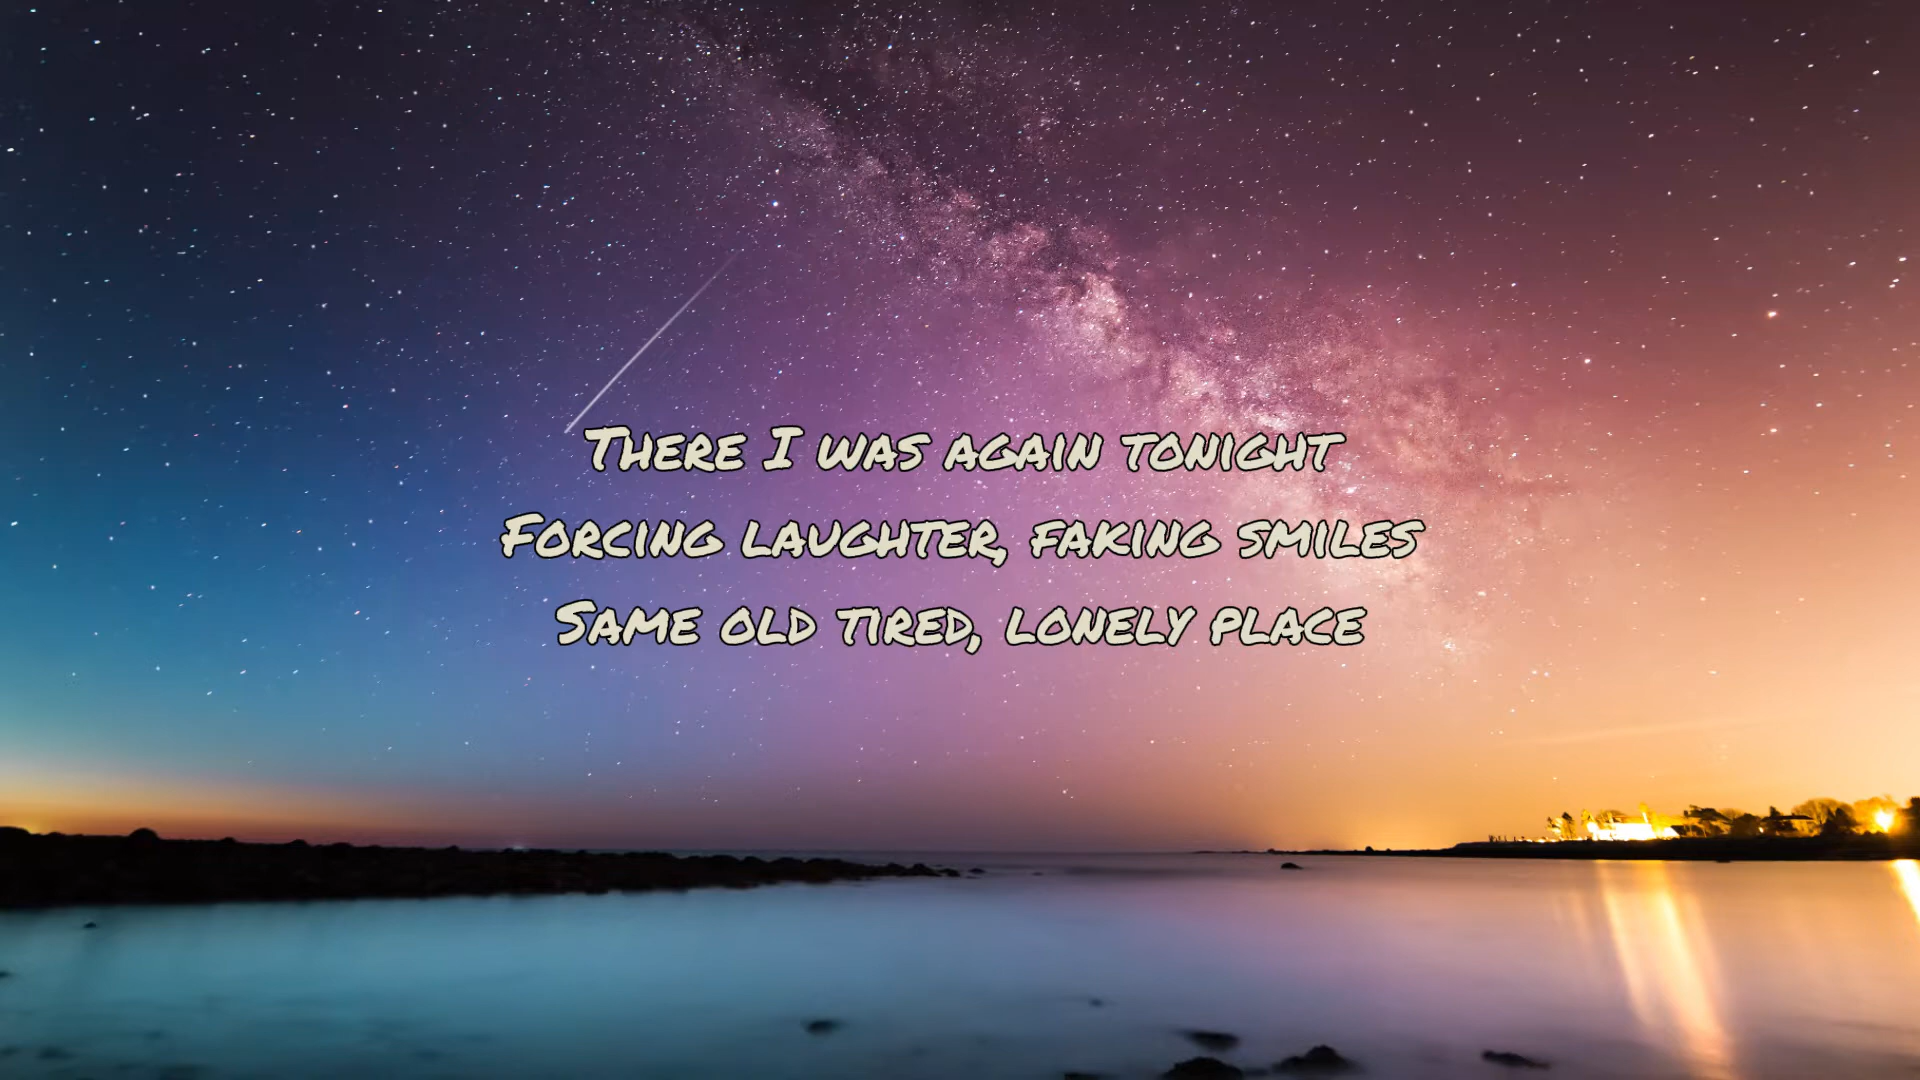 There I was again tonight
Forcing laughter, faking smiles
Same old tired, lonely place